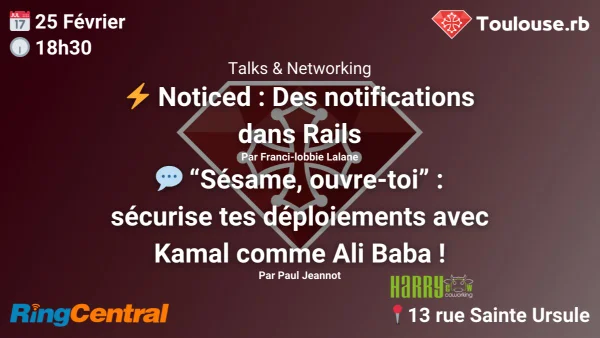 25 Février
18h30
Toulouse.rb
Talks & Networking
Noticed : Des notifications
dans Rails
Par Franci-lobbie Lalane
“Sésame, ouvre-toi” :
sécurise tes déploiements avec
Kamal comme Ali Baba !
Par Paul Jeannot
RingCentral
HARRY COW
coworking
13 rue Sainte Ursule